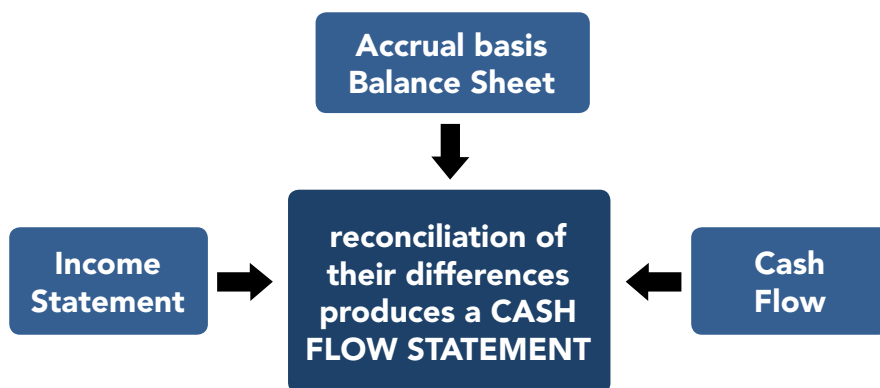 Accrual basis
Balance Sheet
Income
Statement
reconciliation of
their differences
produces a CASH
FLOW STATEMENT
Cash
Flow